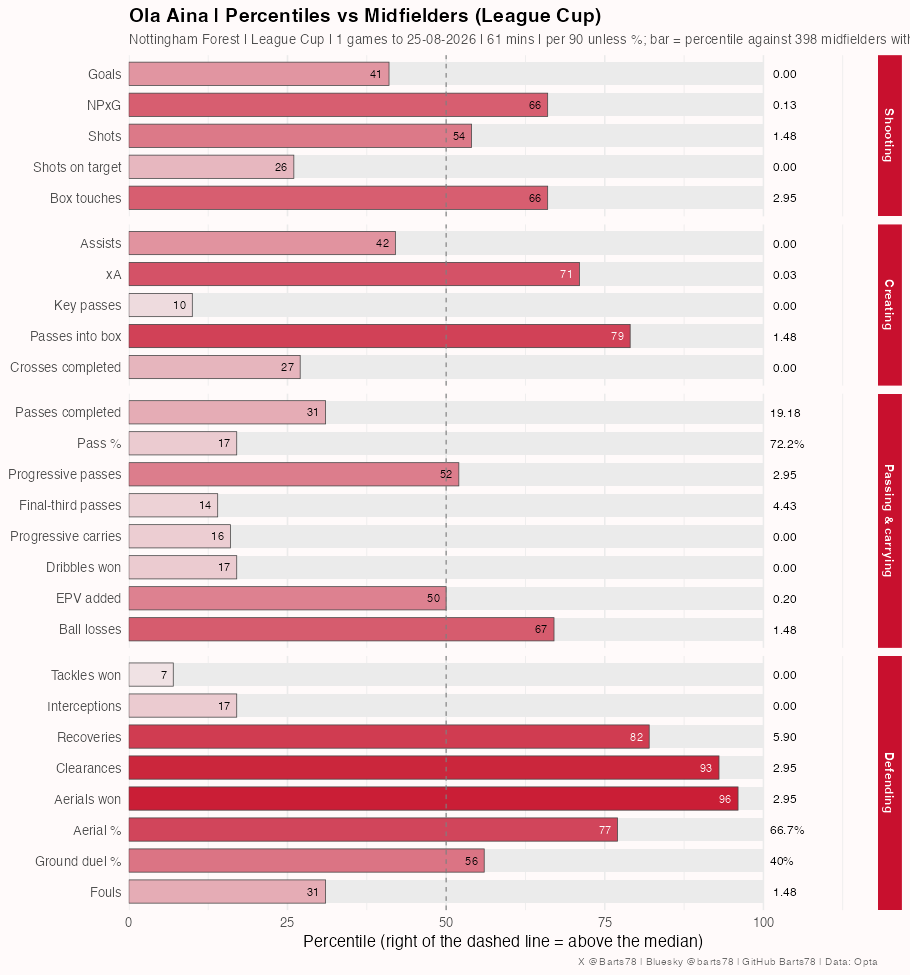 Ola Aina | Percentiles vs Midfielders (League Cup)
Nottingham Forest | League Cup | 1 games to 25-08-2026 | 61 mins | per 90 unless %; bar = percentile against 398 midfielders with
Goals 41 0.00
NPxG 66 0.13
Shots 54 1.48
Shots on target 26 0.00
Box touches 66 2.95
Shooting
Assists 42 0.00
xA 71 0.03
Key passes 10 0.00
Passes into box 79 1.48
Crosses completed 27 0.00
Creating
Passes completed 31 19.18
Pass % 17 72.2%
Progressive passes 52 2.95
Final-third passes 14 4.43
Progressive carries 16 0.00
Dribbles won 17 0.00
EPV added 50 0.20
Ball losses 67 1.48
Passing & carrying
Tackles won 7 0.00
Interceptions 17 0.00
Recoveries 82 5.90
Clearances 93 2.95
Aerials won 96 2.95
Aerial % 77 66.7%
Ground duel % 56 40%
Fouls 31 1.48
Defending
0 25 50 75 100
Percentile (right of the dashed line = above the median)
X @Barts78 | Bluesky @barts78 | GitHub Barts78 | Data: Opta